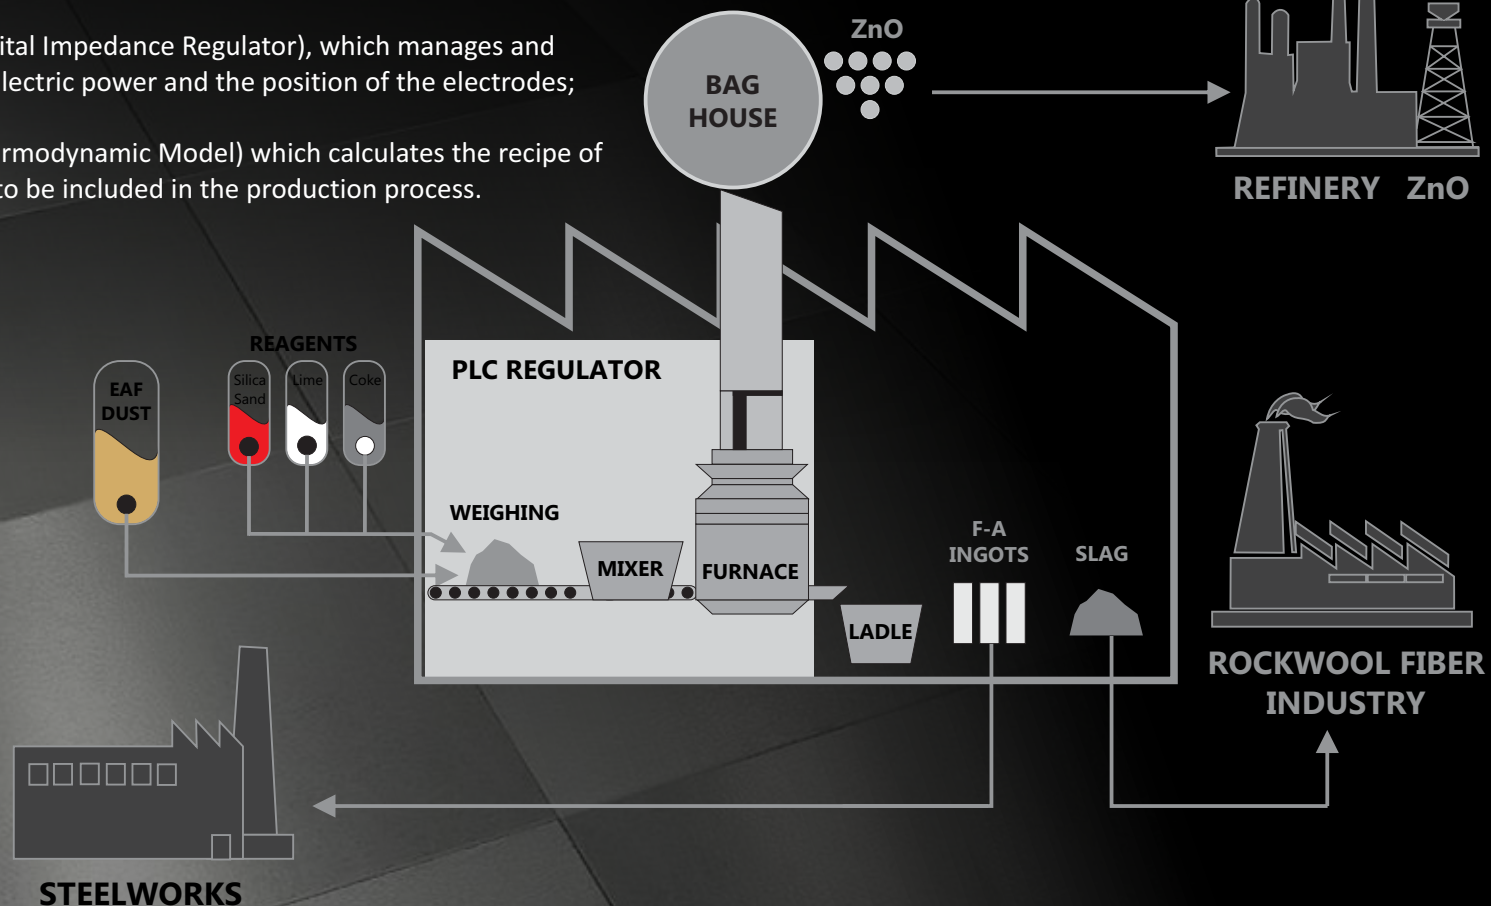 ital Impedance Regulator), which manages and
lectric power and the position of the electrodes;
rmodynamic Model) which calculates the recipe of
to be included in the production process.
ZnO
BAG
HOUSE
REFINERY ZnO
REAGENTS
EAF
DUST
Silica
Sand
Lime
Coke
PLC REGULATOR
WEIGHING
MIXER
FURNACE
LADLE
F-A
INGOTS
SLAG
ROCKWOOL FIBER
INDUSTRY
STEELWORKS